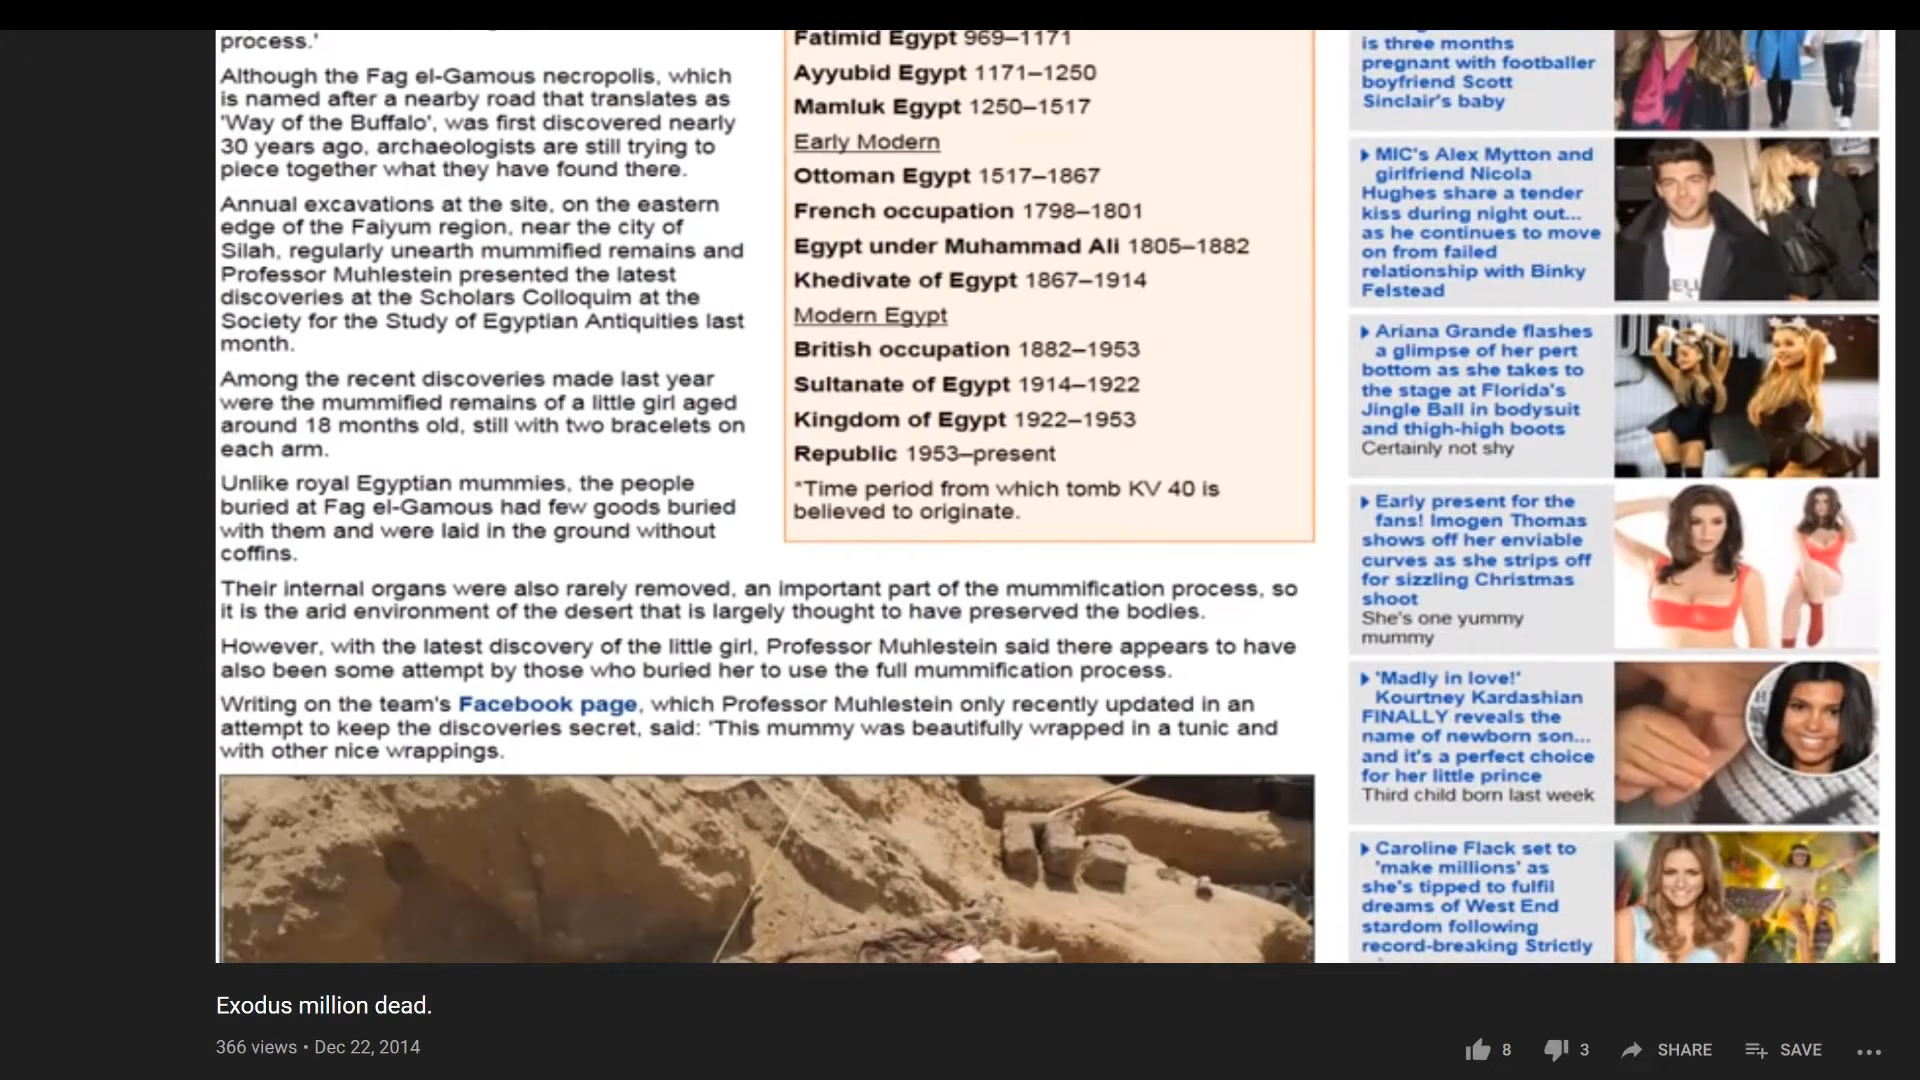 process.'
Although the Fag el-Gamous necropolis, which
is named after a nearby road that translates as
'Way of the Buffalo', was first discovered nearly
30 years ago, archaeologists are still trying to
piece together what they have found there.
Annual excavations at the site, on the eastern
edge of the Faiyum region, near the city of
Silah, regularly unearth mummified remains and
Professor Muhlestein presented the latest
discoveries at the Scholars Colloquim at the
Society for the Study of Egyptian Antiquities last
month.
Among the recent discoveries made last year
were the mummified remains of a little girl aged
around 18 months old, still with two bracelets on
each arm.
Unlike royal Egyptian mummies, the people
buried at Fag el-Gamous had few goods buried
with them and were laid in the ground without
coffins.
Their internal organs were also rarely removed, an important part of the mummification process, so
it is the arid environment of the desert that is largely thought to have preserved the bodies.
However, with the latest discovery of the little girl, Professor Muhlestein said there appears to have
also been some attempt by those who buried her to use the full mummification process.
Writing on the team's Facebook page, which Professor Muhlestein only recently updated in an
attempt to keep the discoveries secret, said: 'This mummy was beautifully wrapped in a tunic and
with other nice wrappings.
Fatimid Egypt 969–1171
Ayyubid Egypt 1171–1250
Mamluk Egypt 1250–1517
Early Modern
Ottoman Egypt 1517–1867
French occupation 1798–1801
Egypt under Muhammad Ali 1805–1882
Khedivate of Egypt 1867–1914
Modern Egypt
British occupation 1882–1953
Sultanate of Egypt 1914–1922
Kingdom of Egypt 1922–1953
Republic 1953–present
*Time period from which tomb KV 40 is
believed to originate.
is three months
pregnant with footballer
boyfriend Scott
Sinclair's baby
MIC's Alex Mytton and
girlfriend Nicola
Hughes share a tender
kiss during night out...
as he continues to move
on from failed
relationship with Binky
Felstead
Ariana Grande flashes
a glimpse of her pert
bottom as she takes to
the stage at Florida's
Jingle Ball in bodysuit
and thigh-high boots
Certainly not shy
Early present for the
fans! Imogen Thomas
shows off her enviable
curves as she strips off
for sizzling Christmas
shoot
She's one yummy
mummy
'Madly in love!'
Kourtney Kardashian
FINALLY reveals the
name of newborn son...
and it's a perfect choice
for her little prince
Third child born last week
Caroline Flack set to
'make millions' as
she's tipped to fulfil
dreams of West End
stardom following
record-breaking Strictly
Exodus million dead.
366 views • Dec 22, 2014
8
3
SHARE
SAVE